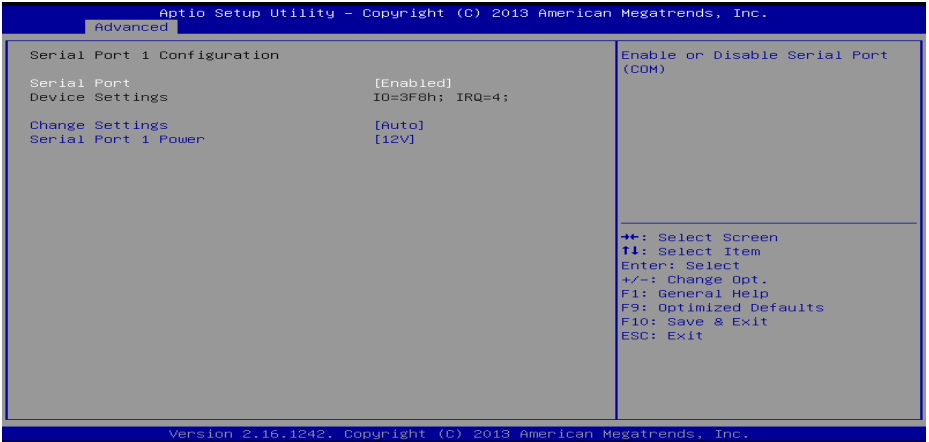 Aptio Setup Utility – Copyright (C) 2013 American Megatrends, Inc.
Advanced
Serial Port 1 Configuration
Serial Port [Enabled]
Device Settings IO=3F8h; IRQ=4;
Change Settings [Auto]
Serial Port 1 Power [12V]
Enable or Disable Serial Port
(COM)
→←: Select Screen
↑↓: Select Item
Enter: Select
+/-: Change Opt.
F1: General Help
F9: Optimized Defaults
F10: Save & Exit
ESC: Exit
Version 2.16.1242. Copyright (C) 2013 American Megatrends, Inc.